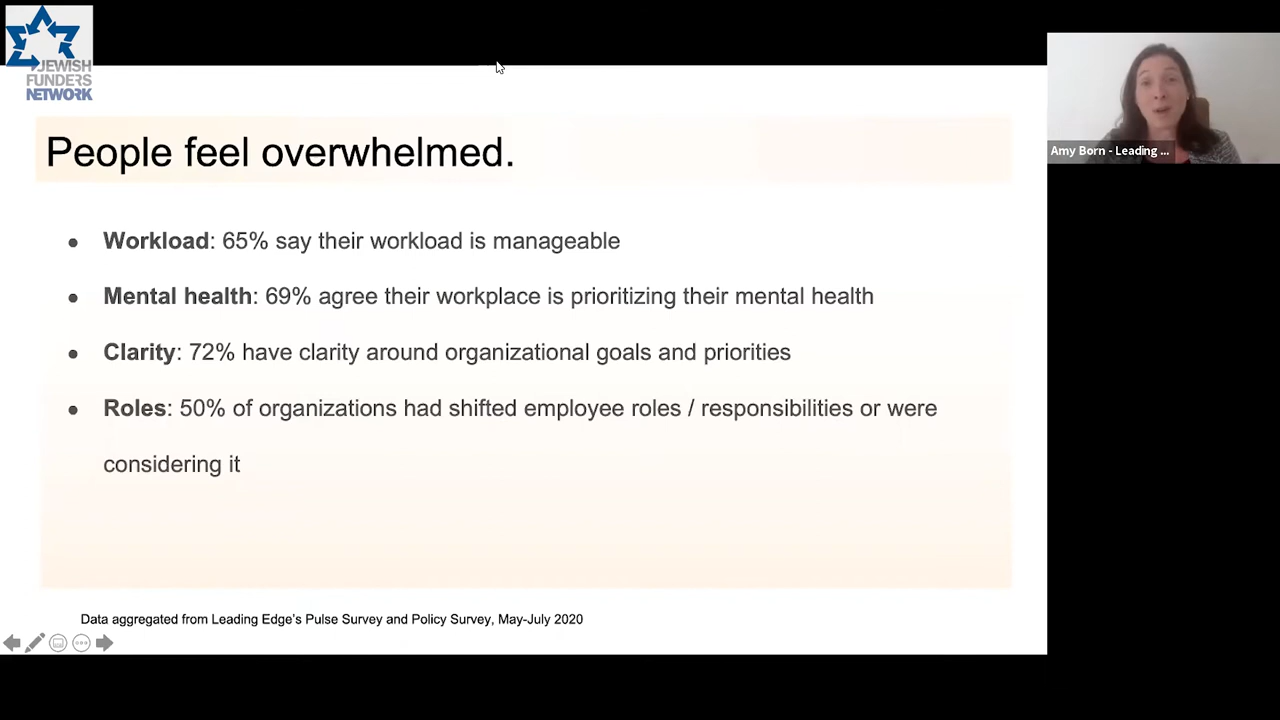 JEWISH
FUNDERS
NETWORK
People feel overwhelmed.
● Workload: 65% say their workload is manageable
● Mental health: 69% agree their workplace is prioritizing their mental health
● Clarity: 72% have clarity around organizational goals and priorities
● Roles: 50% of organizations had shifted employee roles / responsibilities or were
considering it
Data aggregated from Leading Edge's Pulse Survey and Policy Survey, May-July 2020
Amy Born - Leading ...